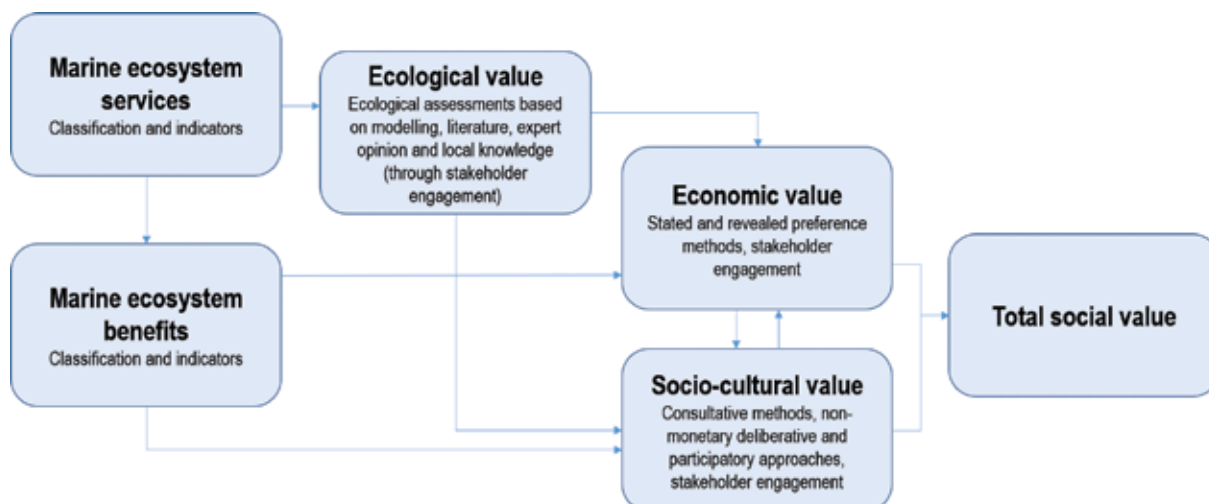 Marine ecosystem
services
Classification and indicators
Ecological value
Ecological assessments based
on modelling, literature, expert
opinion and local knowledge
(through stakeholder
engagement)
Economic value
Stated and revealed preference
methods, stakeholder
engagement
Marine ecosystem
benefits
Classification and indicators
Total social value
Socio-cultural value
Consultative methods, non-
monetary deliberative and
participatory approaches,
stakeholder engagement